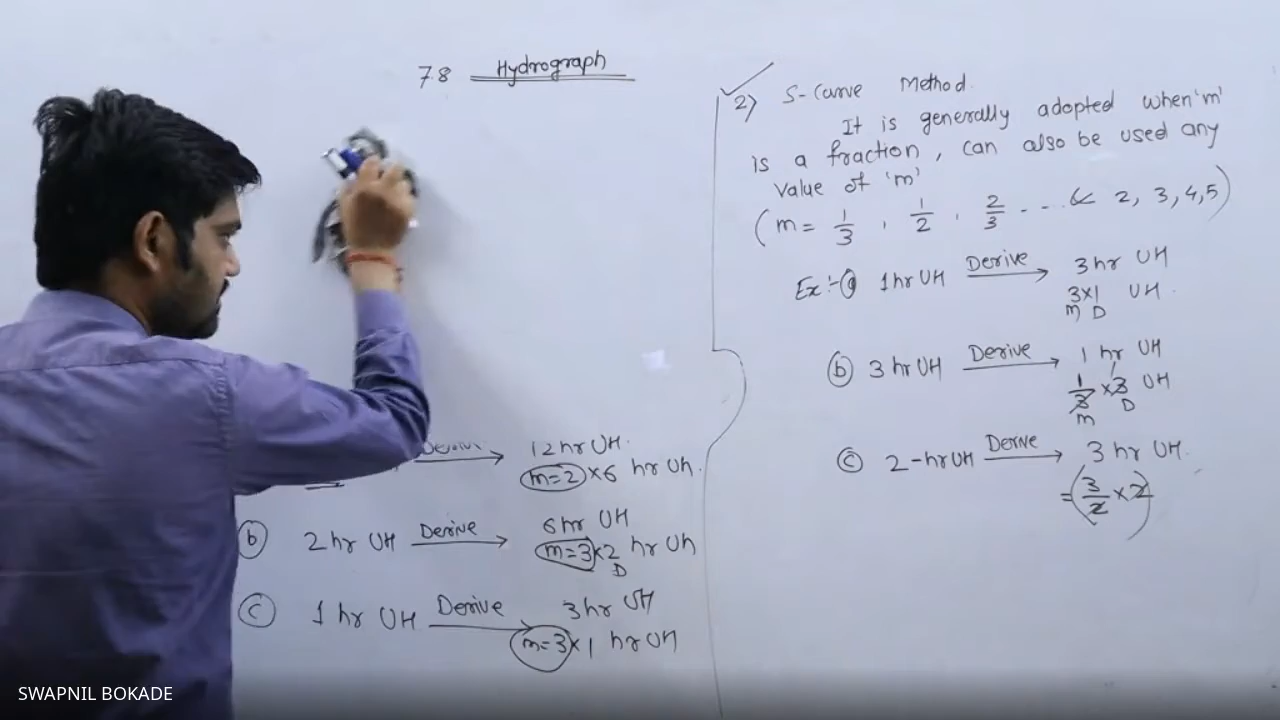 78 Hydrograph
12 hr UH.
m=2 × 6 hr Uh.
b 2 hr UH Derive 6 hr UH
m=3 × 2 hr Uh
D
c 1 hr UH Derive 3 hr UH
m=3 × 1 hr UH
2) S-Curve Method.
It is generally adopted when 'm'
is a fraction, can also be used any
value of 'm'
(m = 1/3, 1/2, 2/3 - - . & 2, 3, 4, 5)
Ex:- a 1 hr UH Derive 3 hr UH
3×1 UH.
m D
b 3 hr UH Derive 1 hr UH
1/3 × 3 UH
m D
c 2-hr UH Derive 3 hr UH.
= (3/2 × 2)
SWAPNIL BOKADE